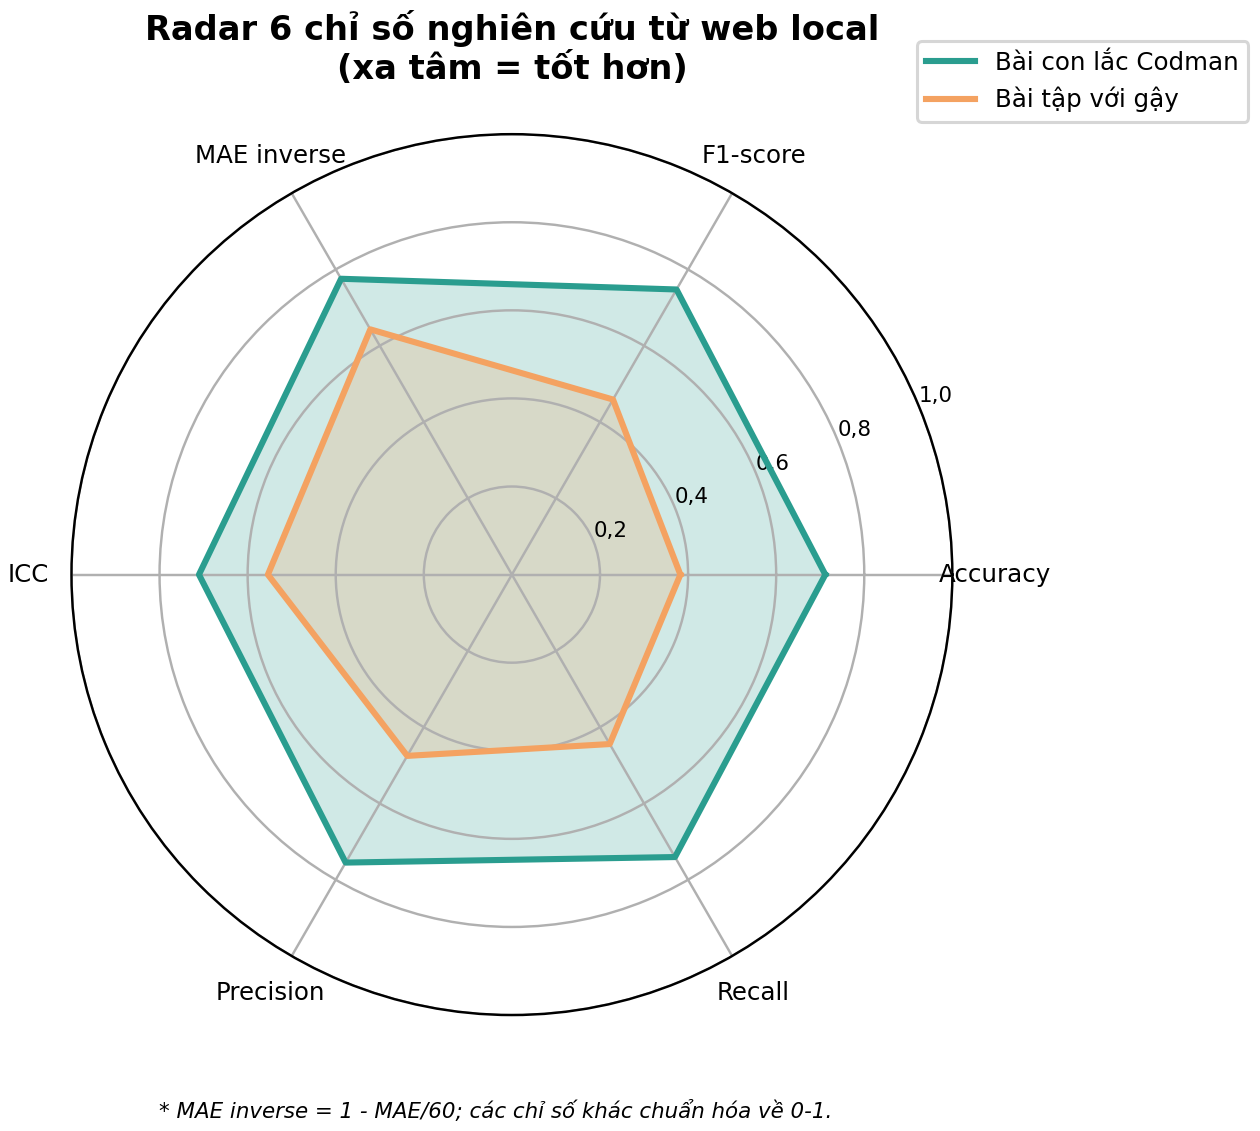 Radar 6 chỉ số nghiên cứu từ web local
(xa tâm = tốt hơn)
Bài con lắc Codman
Bài tập với gậy
MAE inverse
F1-score
1,0
0,8
0,6
0,4
0,2
ICC
Accuracy
Precision
Recall
* MAE inverse = 1 - MAE/60; các chỉ số khác chuẩn hóa về 0-1.